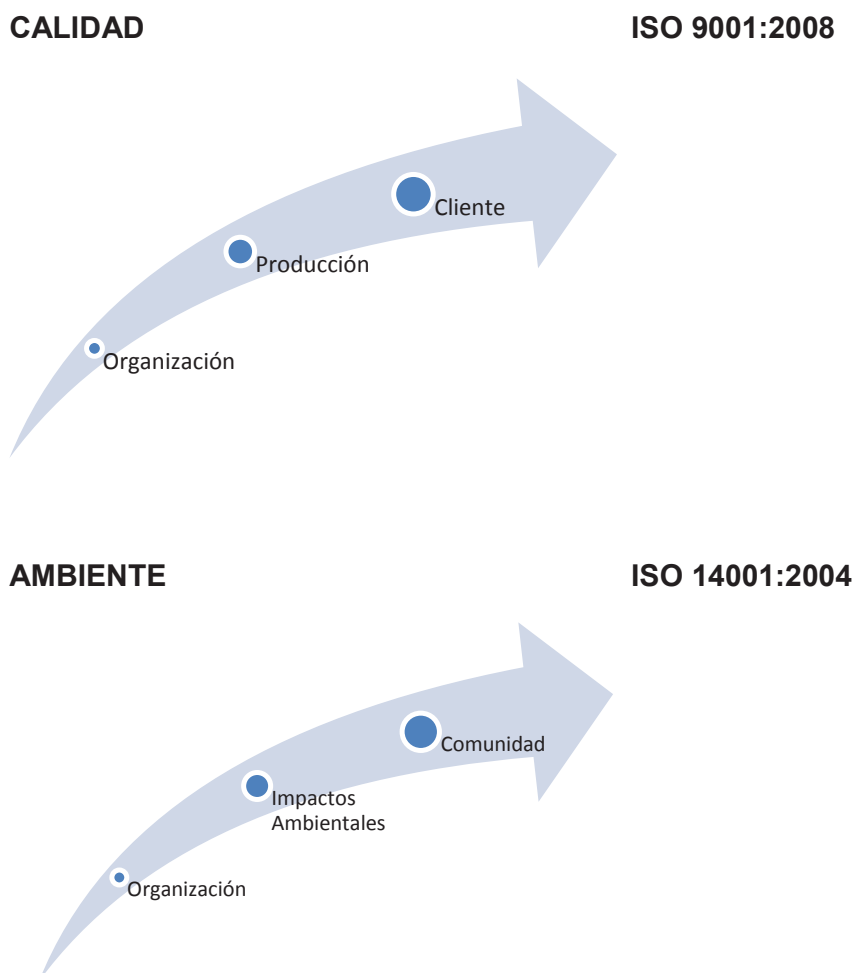 CALIDAD ISO 9001:2008
Cliente
Producción
Organización
AMBIENTE ISO 14001:2004
Comunidad
Impactos
Ambientales
Organización